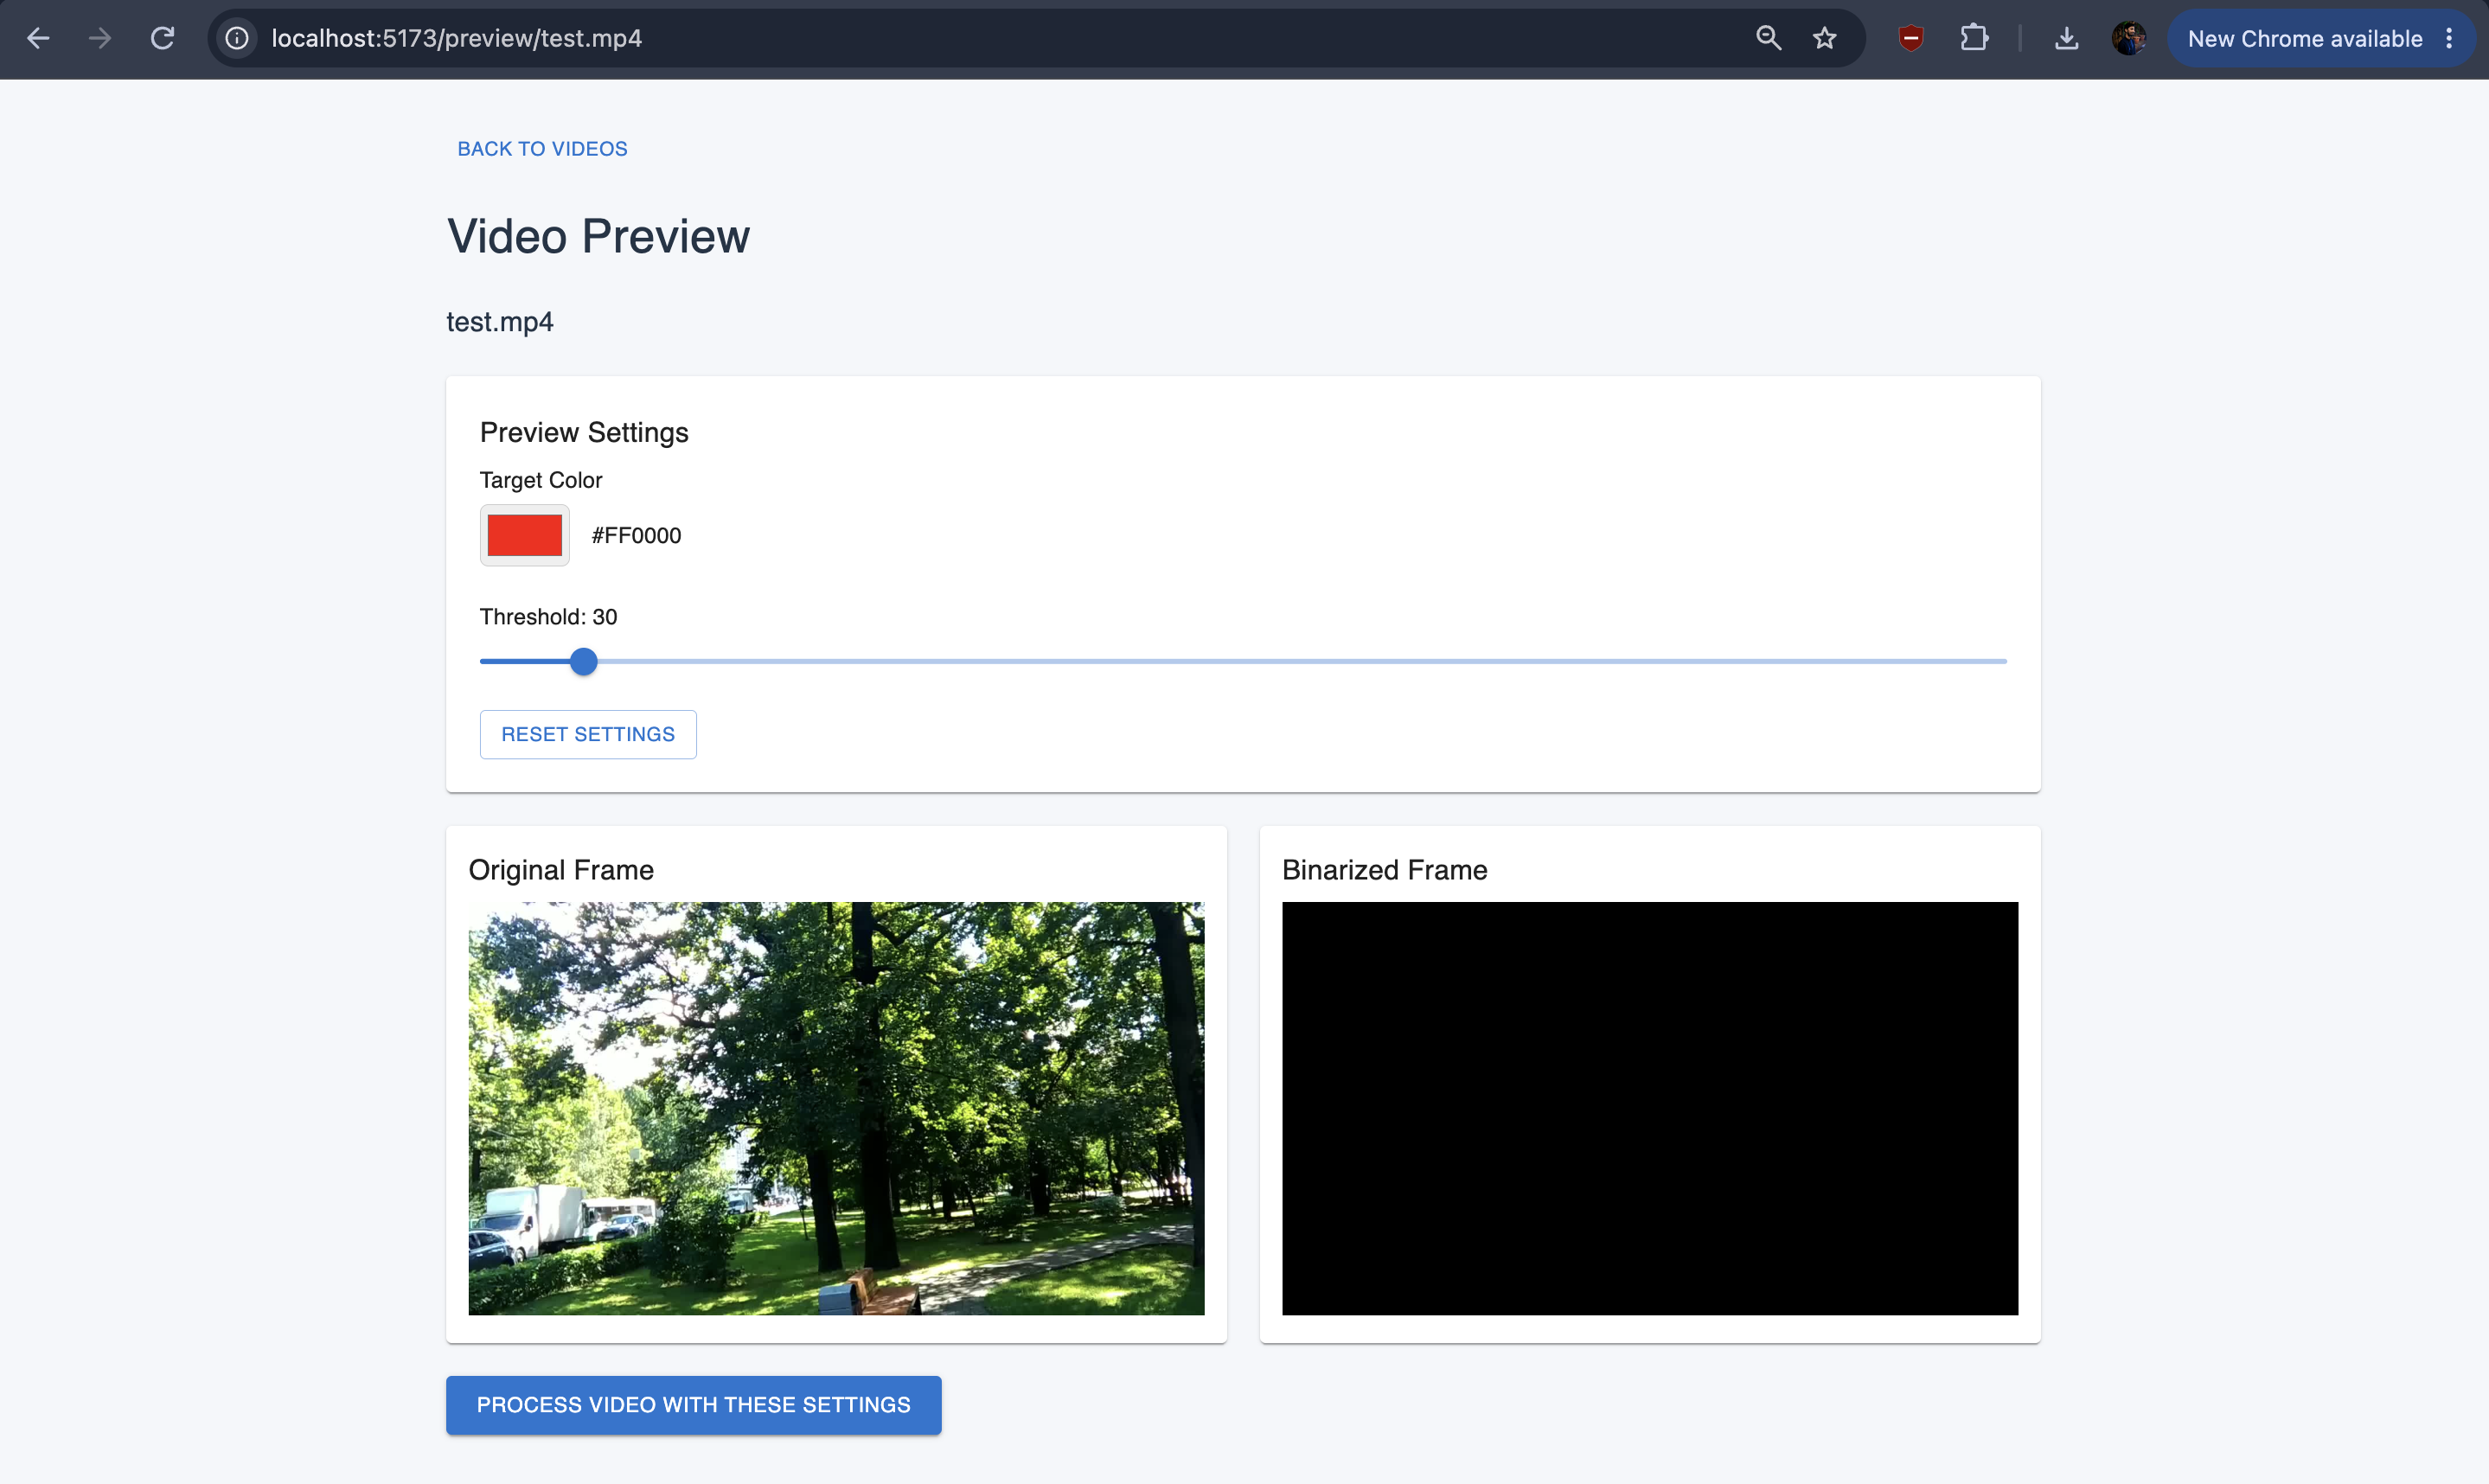 localhost:5173/preview/test.mp4
New Chrome available
BACK TO VIDEOS
Video Preview
test.mp4
Preview Settings
Target Color
#FF0000
Threshold: 30
RESET SETTINGS
Original Frame
Binarized Frame
PROCESS VIDEO WITH THESE SETTINGS